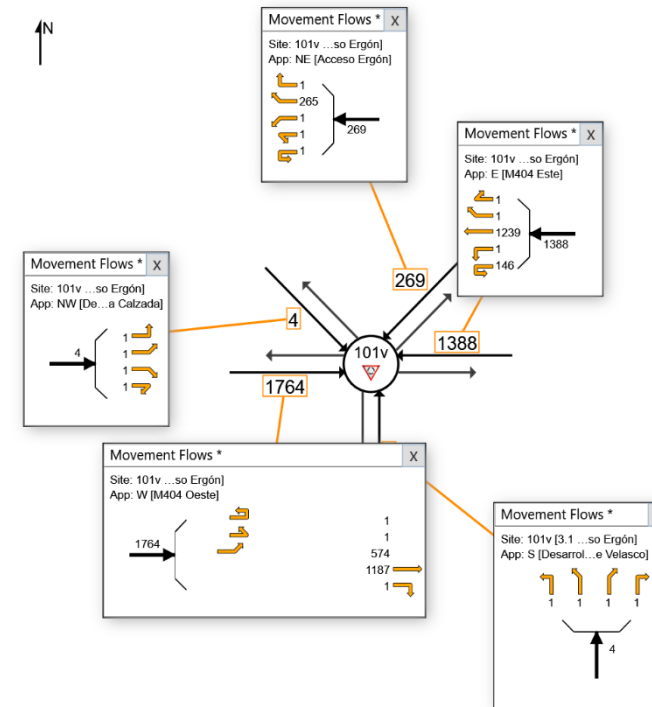 N
Movement Flows * X
Site: 101v ...so Ergón]
App: NE [Acceso Ergón]
1
265
1
1
1
269
Movement Flows * X
Site: 101v ...so Ergón]
App: E [M404 Este]
1
1
1239
1
146
1388
Movement Flows * X
Site: 101v ...so Ergón]
App: NW [De...a Calzada]
4
1
1
1
1
269
4
1388
101v
1764
Movement Flows * X
Site: 101v ...so Ergón]
App: W [M404 Oeste]
1764
1
1
574
1187
1
Movement Flows *
Site: 101v [3.1 ...so Ergón]
App: S [Desarrol...e Velasco]
1 1 1 1
4